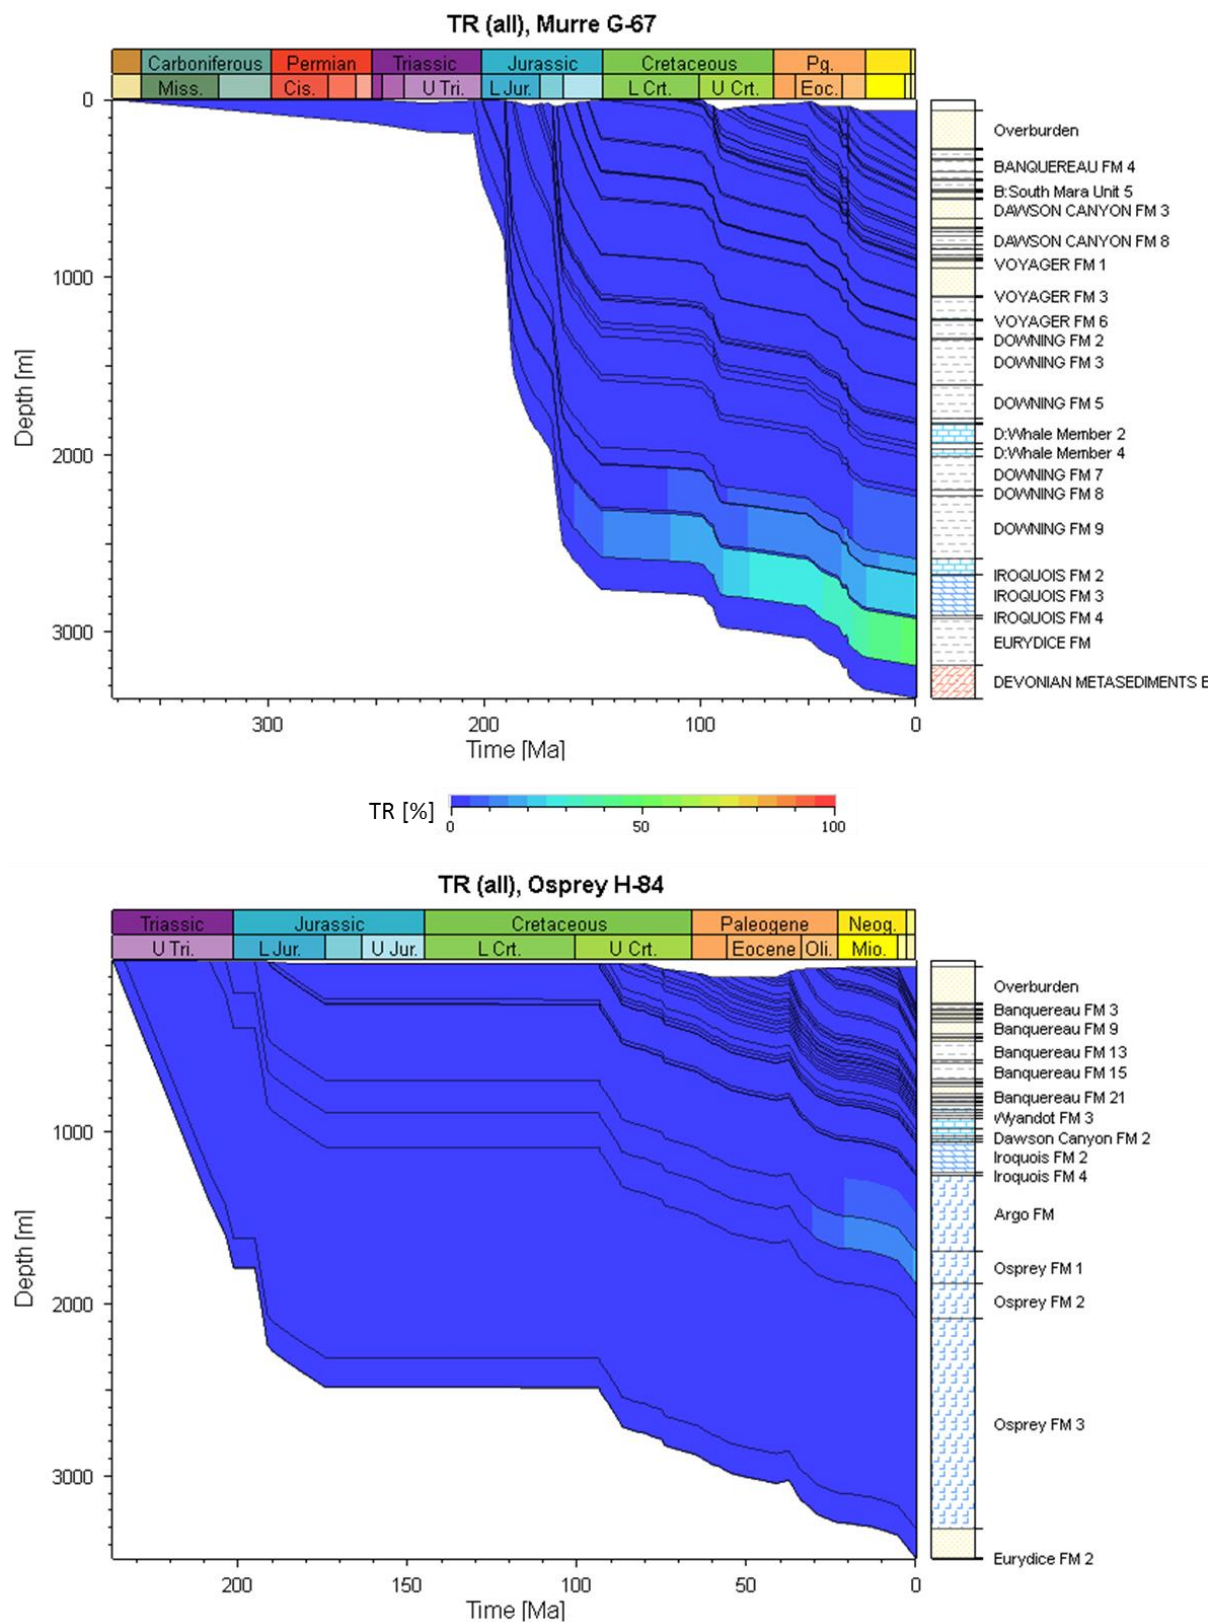 TR (all), Murre G-67
Carboniferous Permian Triassic Jurassic Cretaceous Pg.
Miss. Cis. U Tri. L Jur. L Crt. U Crt. Eoc.
0
Overburden
BANQUEREAU FM 4
B:South Mara Unit 5
DAWSON CANYON FM 3
DAWSON CANYON FM 8
VOYAGER FM 1
1000
VOYAGER FM 3
VOYAGER FM 6
DOWNING FM 2
DOWNING FM 3
Depth [m]
DOWNING FM 5
D:Whale Member 2
2000
D:Whale Member 4
DOWNING FM 7
DOWNING FM 8
DOWNING FM 9
IROQUOIS FM 2
IROQUOIS FM 3
IROQUOIS FM 4
3000
EURYDICE FM
DEVONIAN METASEDIMENTS E
300 200 100 0
Time [Ma]
TR [%]
0 50 100
TR (all), Osprey H-84
Triassic Jurassic Cretaceous Paleogene Neog.
U Tri. L Jur. U Jur. L Crt. U Crt. Eocene Oli. Mio.
Overburden
Banquereau FM 3
Banquereau FM 9
Banquereau FM 13
Banquereau FM 15
Banquereau FM 21
Wyandot FM 3
1000
Dawson Canyon FM 2
Iroquois FM 2
Iroquois FM 4
Argo FM
Depth [m]
Osprey FM 1
Osprey FM 2
2000
Osprey FM 3
3000
Eurydice FM 2
200 150 100 50 0
Time [Ma]